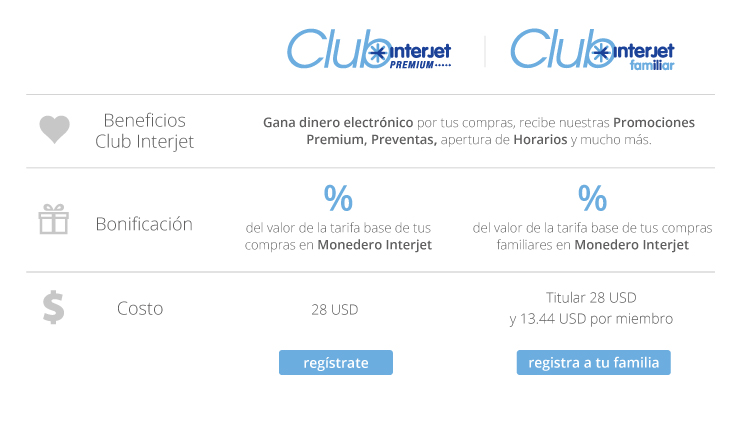 Club interjet PREMIUM
Club interjet familiar
Beneficios
Club Interjet
Gana dinero electrónico por tus compras, recibe nuestras Promociones
Premium, Preventas, apertura de Horarios y mucho más.
Bonificación
%
del valor de la tarifa base de tus
compras en Monedero Interjet
%
del valor de la tarifa base de tus compras
familiares en Monedero Interjet
$
Costo
28 USD
Titular 28 USD
y 13.44 USD por miembro
regístrate
registra a tu familia